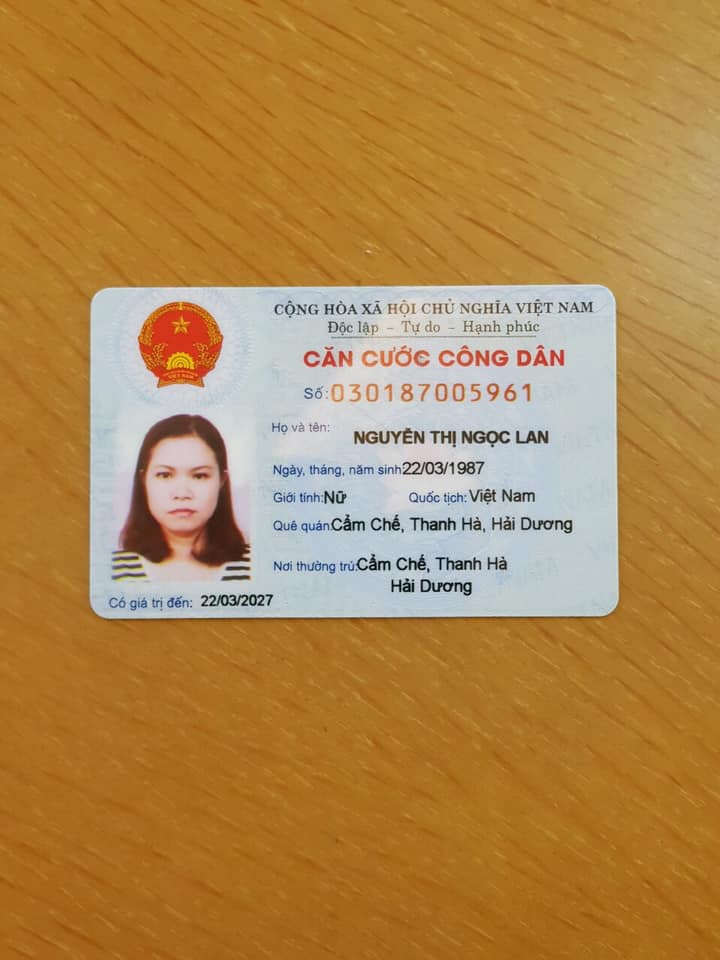 CỘNG HÒA XÃ HỘI CHỦ NGHĨA VIỆT NAM
Độc lập – Tự do – Hạnh phúc
CĂN CƯỚC CÔNG DÂN
Số: 030187005961
Họ và tên:
NGUYỄN THỊ NGỌC LAN
Ngày, tháng, năm sinh 22/03/1987
Giới tính: Nữ Quốc tịch: Việt Nam
Quê quán: Cẩm Chế, Thanh Hà, Hải Dương
Nơi thường trú: Cẩm Chế, Thanh Hà
Hải Dương
Có giá trị đến: 22/03/2027
VIỆT NAM